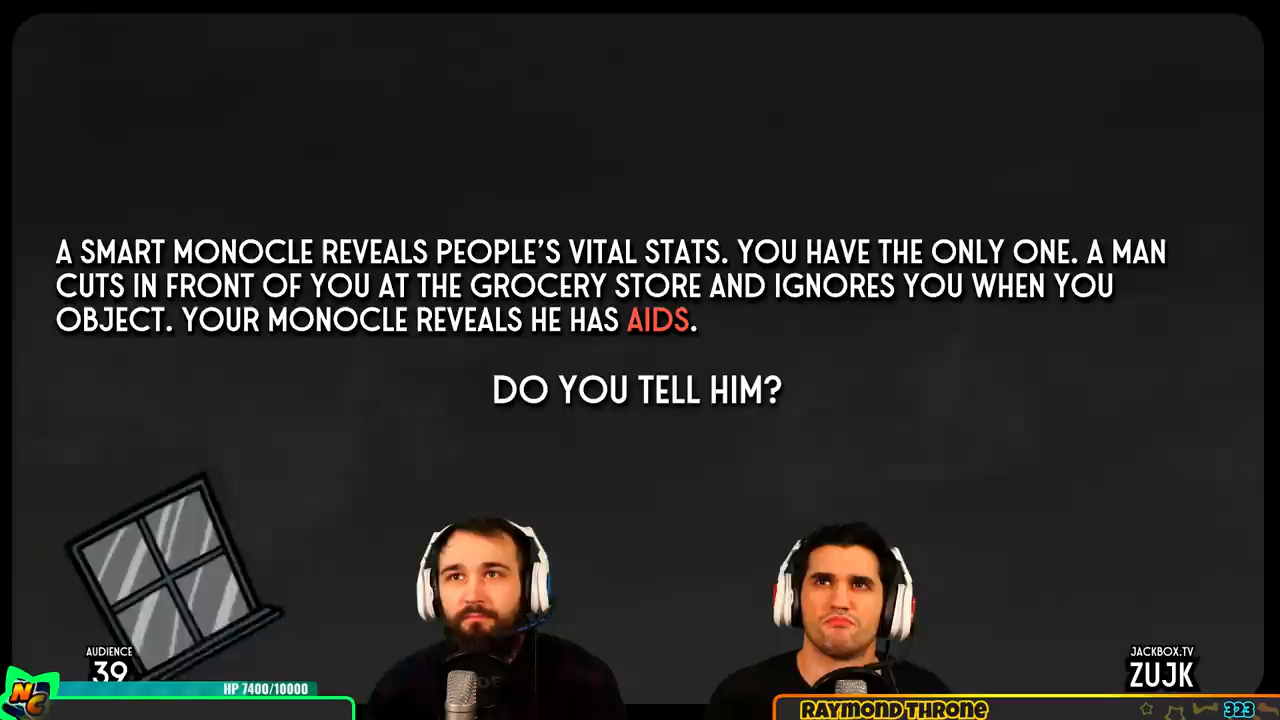 A SMART MONOCLE REVEALS PEOPLE'S VITAL STATS. YOU HAVE THE ONLY ONE. A MAN
CUTS IN FRONT OF YOU AT THE GROCERY STORE AND IGNORES YOU WHEN YOU
OBJECT. YOUR MONOCLE REVEALS HE HAS AIDS.
DO YOU TELL HIM?
AUDIENCE
39
JACKBOX.TV
ZUJK
HP 7400/10000
NC
RAYMOND THRONE
323